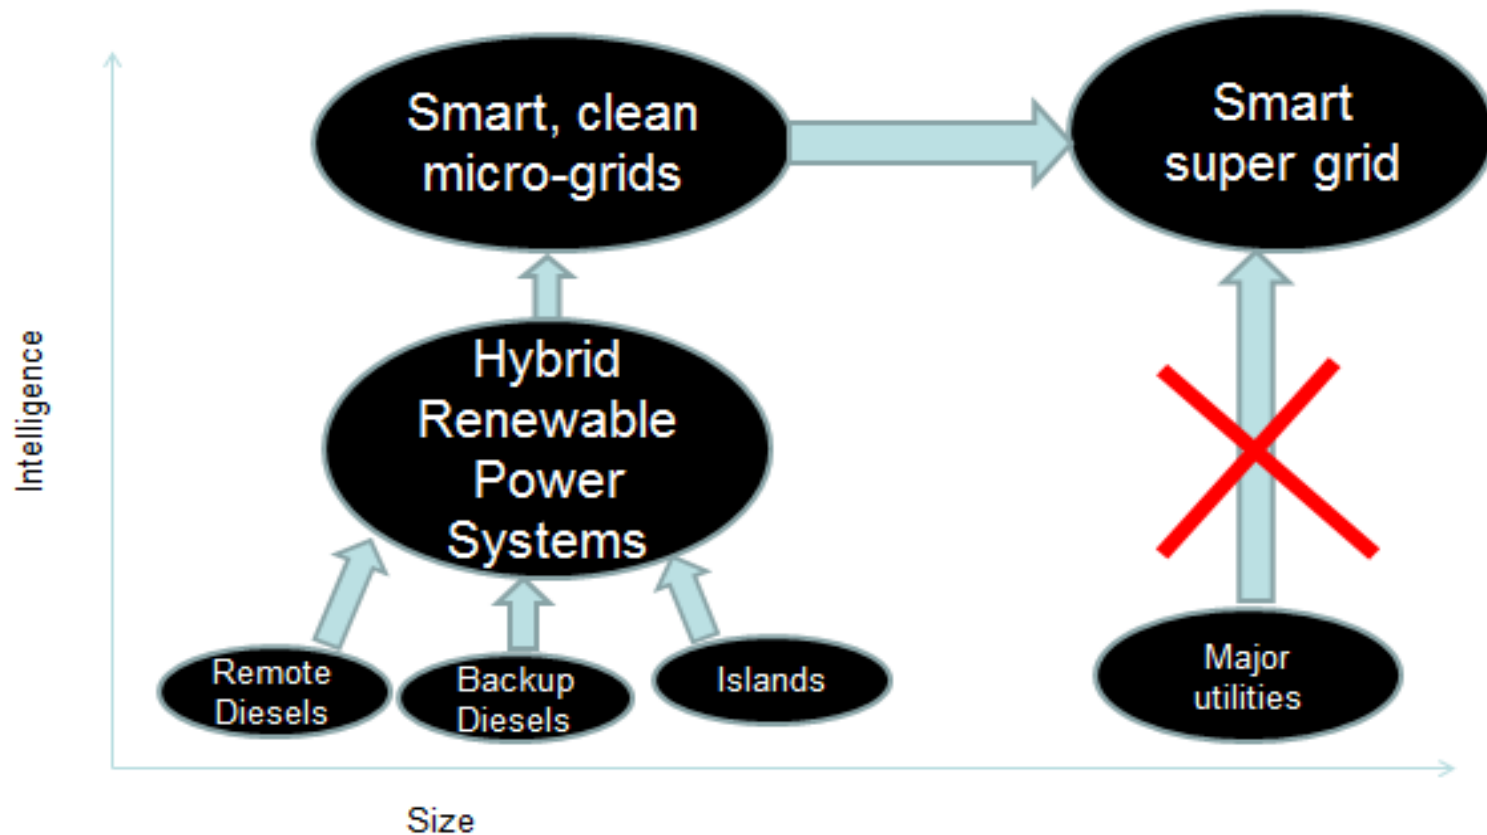 Smart, clean
micro-grids
Smart
super grid
Intelligence
Hybrid
Renewable
Power
Systems
Remote
Diesels
Backup
Diesels
Islands
Major
utilities
Size